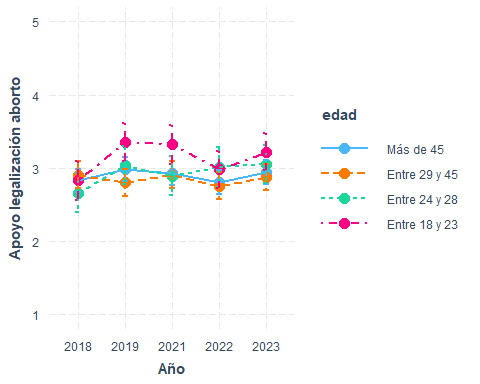 5
4
3
2
1
Apoyo legalización aborto
2018 2019 2021 2022 2023
Año
edad
Más de 45
Entre 29 y 45
Entre 24 y 28
Entre 18 y 23